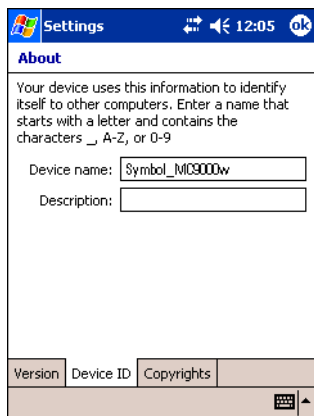 Settings 12:05 ok
About
Your device uses this information to identify
itself to other computers. Enter a name that
starts with a letter and contains the
characters _, A-Z, or 0-9
Device name: Symbol_MC9000w
Description:
Version Device ID Copyrights